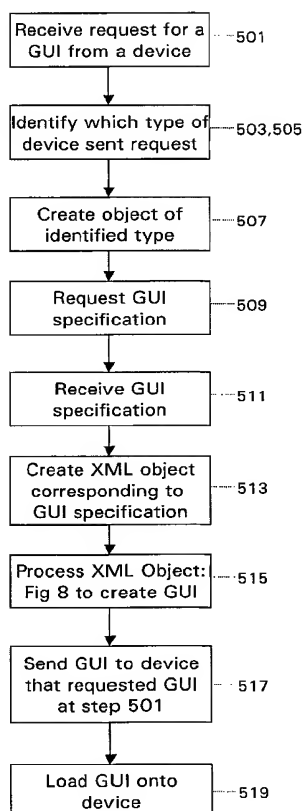 Receive request for a
GUI from a device
501
Identify which type of
device sent request
503,505
Create object of
identified type
507
Request GUI
specification
509
Receive GUI
specification
511
Create XML object
corresponding to
GUI specification
513
Process XML Object:
Fig 8 to create GUI
515
Send GUI to device
that requested GUI
at step 501
517
Load GUI onto
device
519